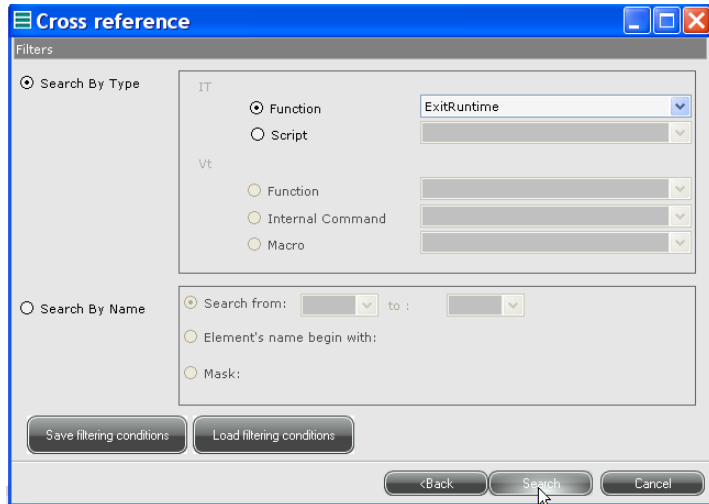 Cross reference
Filters
Search By Type
IT
Function
ExitRuntime
Script
Vt
Function
Internal Command
Macro
Search By Name
Search from:
to :
Element's name begin with:
Mask:
Save filtering conditions
Load filtering conditions
<Back
Search
Cancel